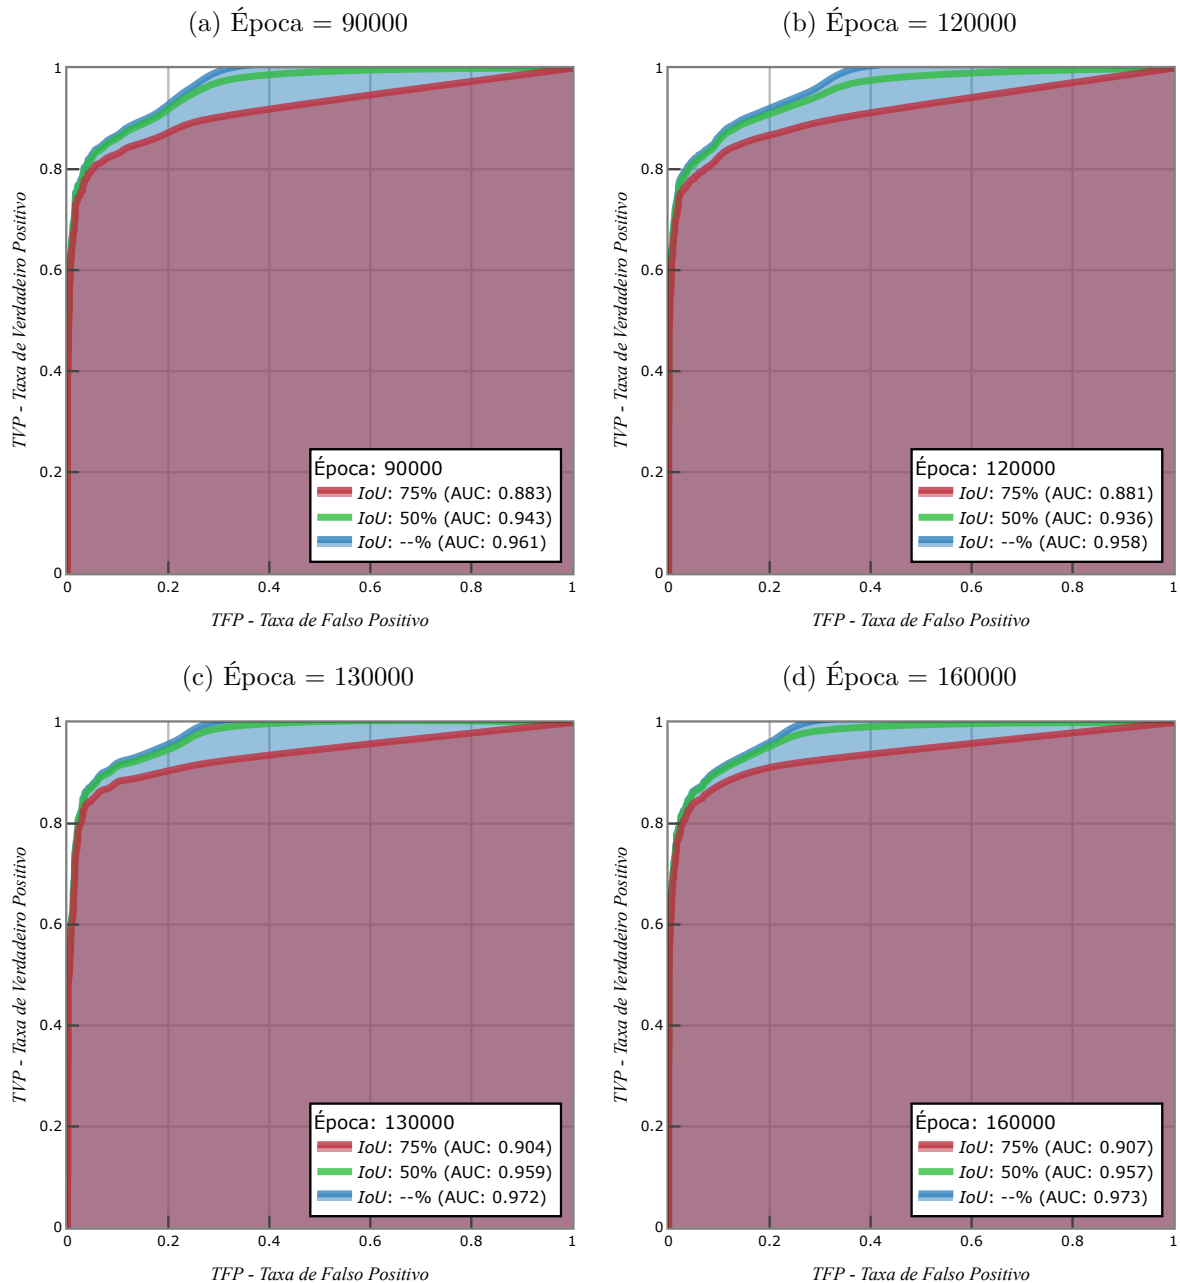 (a) Época = 90000
1
0.8
0.6
0.4
0.2
0
TVP - Taxa de Verdadeiro Positivo
Época: 90000
IoU: 75% (AUC: 0.883)
IoU: 50% (AUC: 0.943)
IoU: --% (AUC: 0.961)
0 0.2 0.4 0.6 0.8 1
TFP - Taxa de Falso Positivo
(b) Época = 120000
1
0.8
0.6
0.4
0.2
0
TVP - Taxa de Verdadeiro Positivo
Época: 120000
IoU: 75% (AUC: 0.881)
IoU: 50% (AUC: 0.936)
IoU: --% (AUC: 0.958)
0 0.2 0.4 0.6 0.8 1
TFP - Taxa de Falso Positivo
(c) Época = 130000
1
0.8
0.6
0.4
0.2
0
TVP - Taxa de Verdadeiro Positivo
Época: 130000
IoU: 75% (AUC: 0.904)
IoU: 50% (AUC: 0.959)
IoU: --% (AUC: 0.972)
0 0.2 0.4 0.6 0.8 1
TFP - Taxa de Falso Positivo
(d) Época = 160000
1
0.8
0.6
0.4
0.2
0
TVP - Taxa de Verdadeiro Positivo
Época: 160000
IoU: 75% (AUC: 0.907)
IoU: 50% (AUC: 0.957)
IoU: --% (AUC: 0.973)
0 0.2 0.4 0.6 0.8 1
TFP - Taxa de Falso Positivo